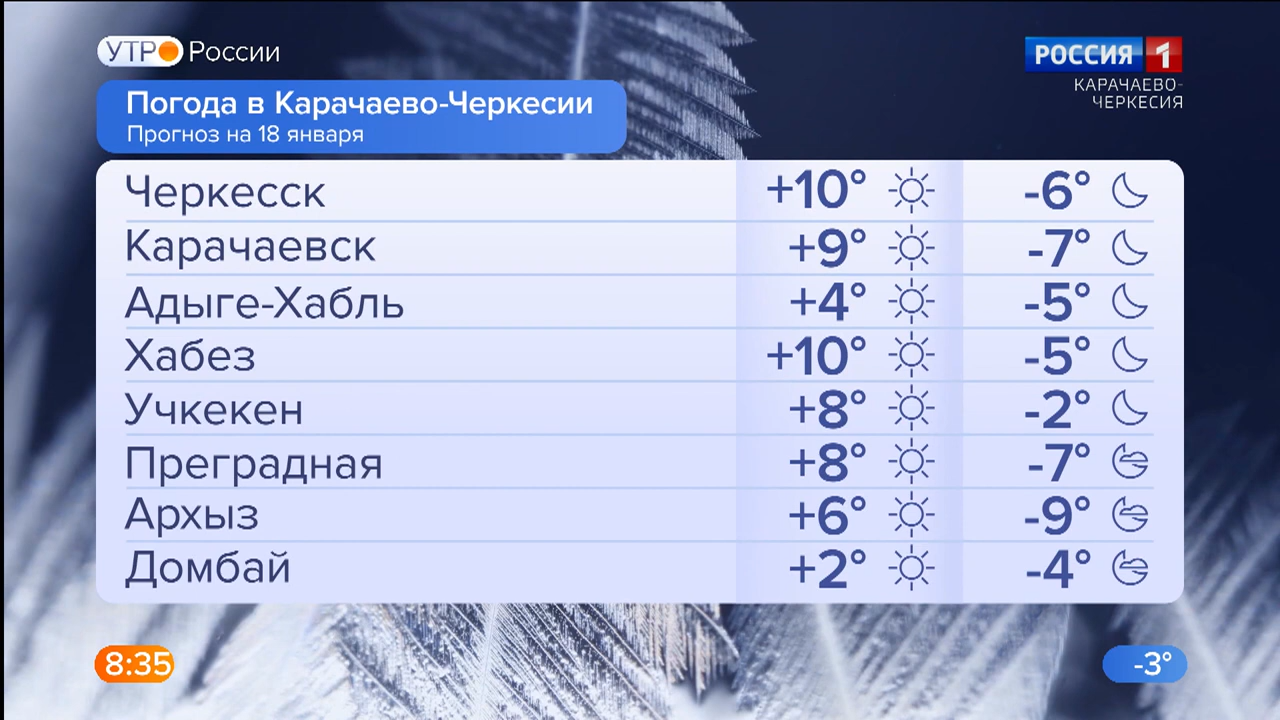 УТРО России
РОССИЯ 1
КАРАЧАЕВО-
ЧЕРКЕСИЯ
Погода в Карачаево-Черкесии
Прогноз на 18 января
Черкесск +10° -6°
Карачаевск +9° -7°
Адыге-Хабль +4° -5°
Хабез +10° -5°
Учкекен +8° -2°
Преградная +8° -7°
Архыз +6° -9°
Домбай +2° -4°
8:35 -3°